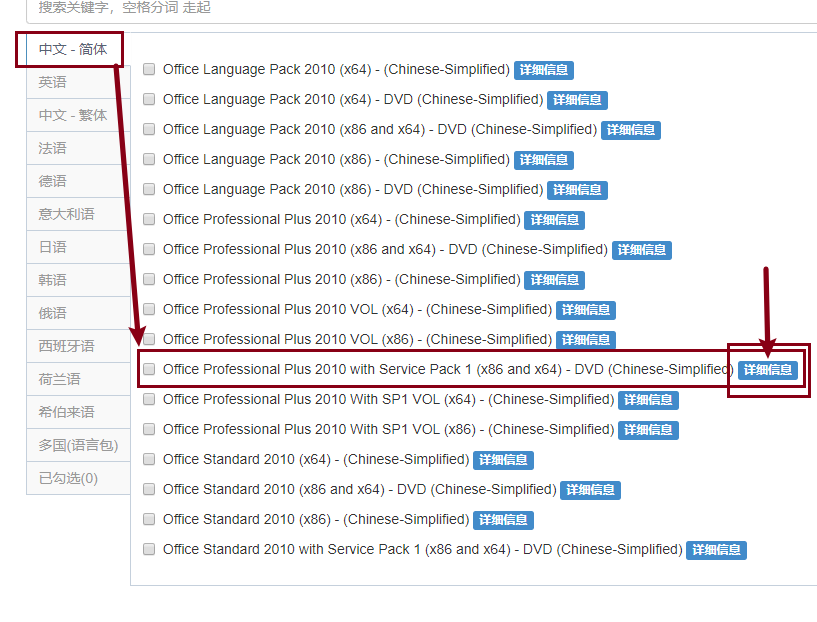 搜索关键字，空格分词 走起
中文 - 简体
英语
中文 - 繁体
法语
德语
意大利语
日语
韩语
俄语
西班牙语
荷兰语
希伯来语
多国(语言包)
已勾选(0)
Office Language Pack 2010 (x64) - (Chinese-Simplified) 详细信息
Office Language Pack 2010 (x64) - DVD (Chinese-Simplified) 详细信息
Office Language Pack 2010 (x86 and x64) - DVD (Chinese-Simplified) 详细信息
Office Language Pack 2010 (x86) - (Chinese-Simplified) 详细信息
Office Language Pack 2010 (x86) - DVD (Chinese-Simplified) 详细信息
Office Professional Plus 2010 (x64) - (Chinese-Simplified) 详细信息
Office Professional Plus 2010 (x86 and x64) - DVD (Chinese-Simplified) 详细信息
Office Professional Plus 2010 (x86) - (Chinese-Simplified) 详细信息
Office Professional Plus 2010 VOL (x64) - (Chinese-Simplified) 详细信息
Office Professional Plus 2010 VOL (x86) - (Chinese-Simplified) 详细信息
Office Professional Plus 2010 with Service Pack 1 (x86 and x64) - DVD (Chinese-Simplified) 详细信息
Office Professional Plus 2010 With SP1 VOL (x64) - (Chinese-Simplified) 详细信息
Office Professional Plus 2010 With SP1 VOL (x86) - (Chinese-Simplified) 详细信息
Office Standard 2010 (x64) - (Chinese-Simplified) 详细信息
Office Standard 2010 (x86 and x64) - DVD (Chinese-Simplified) 详细信息
Office Standard 2010 (x86) - (Chinese-Simplified) 详细信息
Office Standard 2010 with Service Pack 1 (x86 and x64) - DVD (Chinese-Simplified) 详细信息